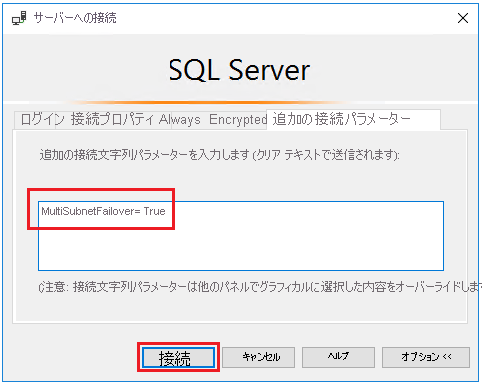 サーバーへの接続
SQL Server
ログイン 接続プロパティ Always Encrypted 追加の接続パラメーター
追加の接続文字列パラメーターを入力します (クリア テキストで送信されます):
MultiSubnetFailover= True
(注意: 接続文字列パラメーターは他のパネルでグラフィカルに選択した内容をオーバーライドします
接続 キャンセル ヘルプ オプション <<